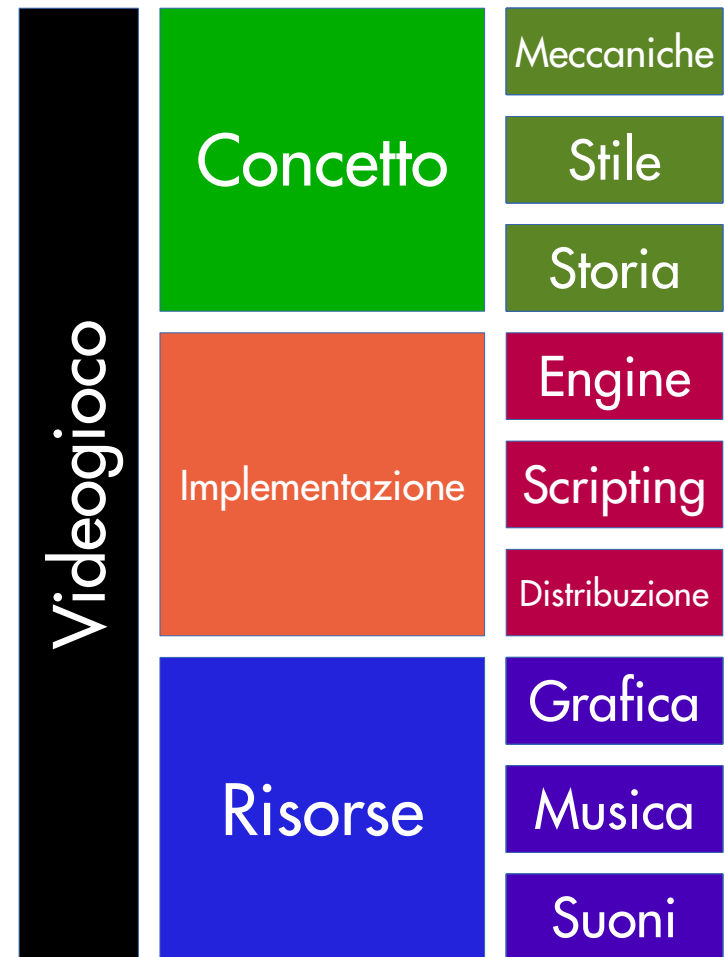 Videogioco
Concetto
Meccaniche
Stile
Storia
Implementazione
Engine
Scripting
Distribuzione
Risorse
Grafica
Musica
Suoni